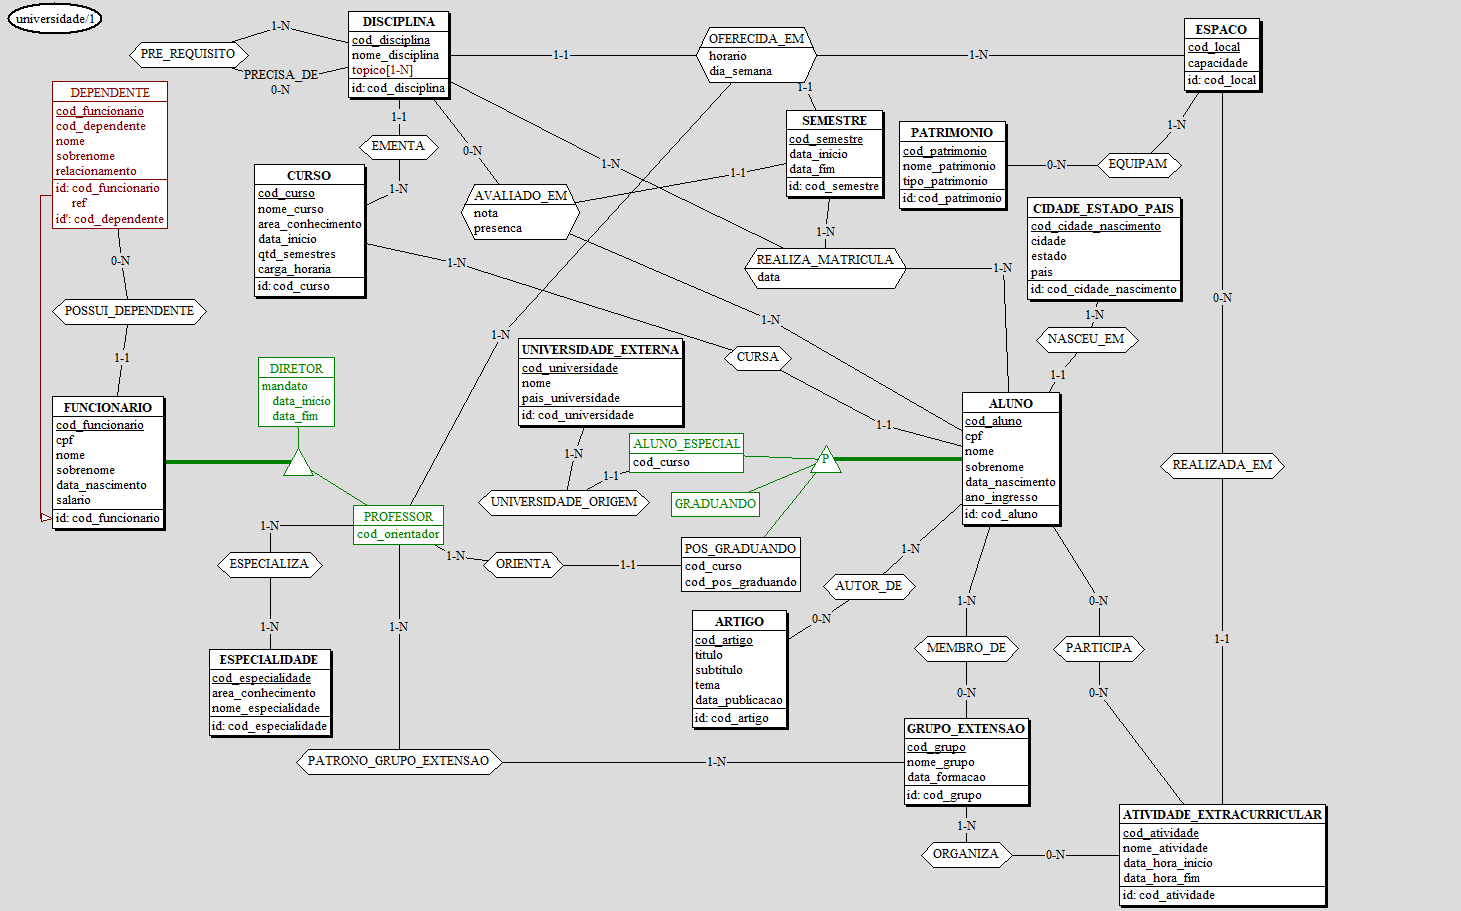 universidade/1
PRE_REQUISITO
1-N
PRECISA_DE
0-N
DISCIPLINA
cod_disciplina
nome_disciplina
topico[1-N]
id: cod_disciplina
1-1
OFERECIDA_EM
horario
dia_semana
1-N
ESPACO
cod_local
capacidade
id: cod_local
1-1
SEMESTRE
cod_semestre
data_inicio
data_fim
id: cod_semestre
PATRIMONIO
cod_patrimonio
nome_patrimonio
tipo_patrimonio
id: cod_patrimonio
0-N
EQUIPAM
1-N
DEPENDENTE
cod_funcionario
cod_dependente
nome
sobrenome
relacionamento
id: cod_funcionario
ref
id': cod_dependente
0-N
POSSUI_DEPENDENTE
1-1
1-1
EMENTA
1-N
CURSO
cod_curso
nome_curso
area_conhecimento
data_inicio
qtd_semestres
carga_horaria
id: cod_curso
0-N
AVALIADO_EM
nota
presenca
1-1
1-N
1-N
1-N
REALIZA_MATRICULA
data
1-N
CIDADE_ESTADO_PAIS
cod_cidade_nascimento
cidade
estado
pais
id: cod_cidade_nascimento
1-N
NASCEU_EM
1-1
0-N
REALIZADA_EM
1-1
1-N
CURSA
1-1
1-N
UNIVERSIDADE_EXTERNA
cod_universidade
nome
pais_universidade
id: cod_universidade
1-N
UNIVERSIDADE_ORIGEM
1-1
DIRETOR
mandato
data_inicio
data_fim
FUNCIONARIO
cod_funcionario
cpf
nome
sobrenome
data_nascimento
salario
id: cod_funcionario
ALUNO_ESPECIAL
cod_curso
P
GRADUANDO
ALUNO
cod_aluno
cpf
nome
sobrenome
data_nascimento
ano_ingresso
id: cod_aluno
PROFESSOR
cod_orientador
1-N
ORIENTA
1-1
POS_GRADUANDO
cod_curso
cod_pos_graduando
1-N
ESPECIALIZA
1-N
ESPECIALIDADE
cod_especialidade
area_conhecimento
nome_especialidade
id: cod_especialidade
1-N
PATRONO_GRUPO_EXTENSAO
1-N
1-N
AUTOR_DE
0-N
ARTIGO
cod_artigo
titulo
subtitulo
tema
data_publicacao
id: cod_artigo
1-N
MEMBRO_DE
0-N
0-N
PARTICIPA
0-N
GRUPO_EXTENSAO
cod_grupo
nome_grupo
data_formacao
id: cod_grupo
1-N
ORGANIZA
0-N
ATIVIDADE_EXTRACURRICULAR
cod_atividade
nome_atividade
data_hora_inicio
data_hora_fim
id: cod_atividade